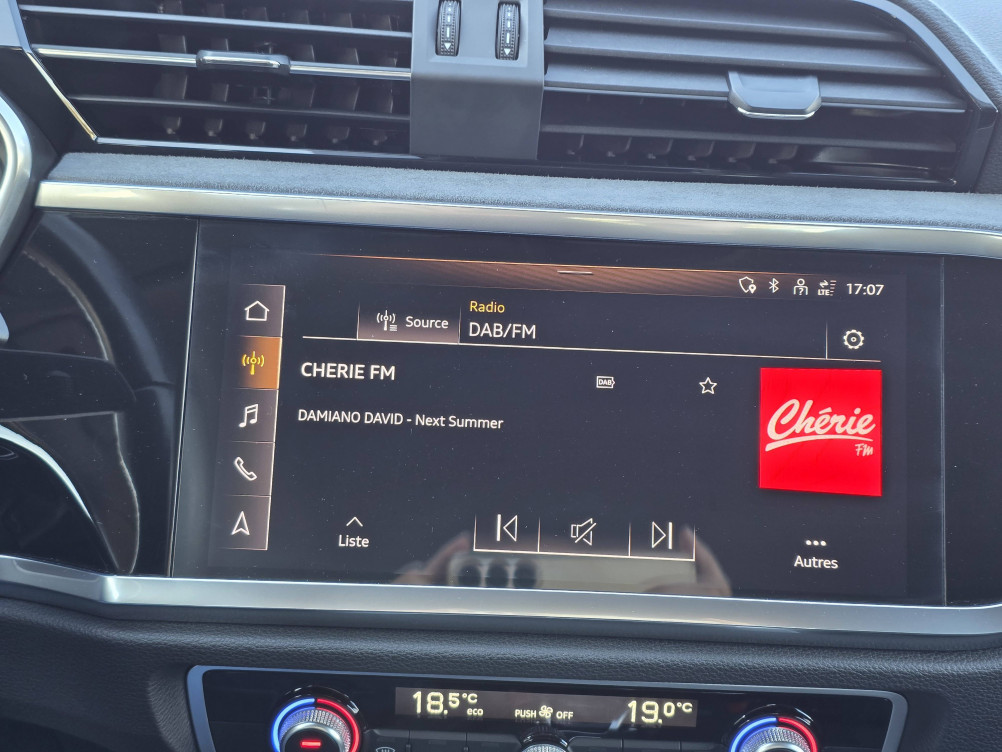 17:07
LTE
Source
Radio
DAB/FM
CHERIE FM
DAB
DAMIANO DAVID - Next Summer
Chérie
FM
Liste
Autres
18.5°C
eco
PUSH OFF
19.0°C